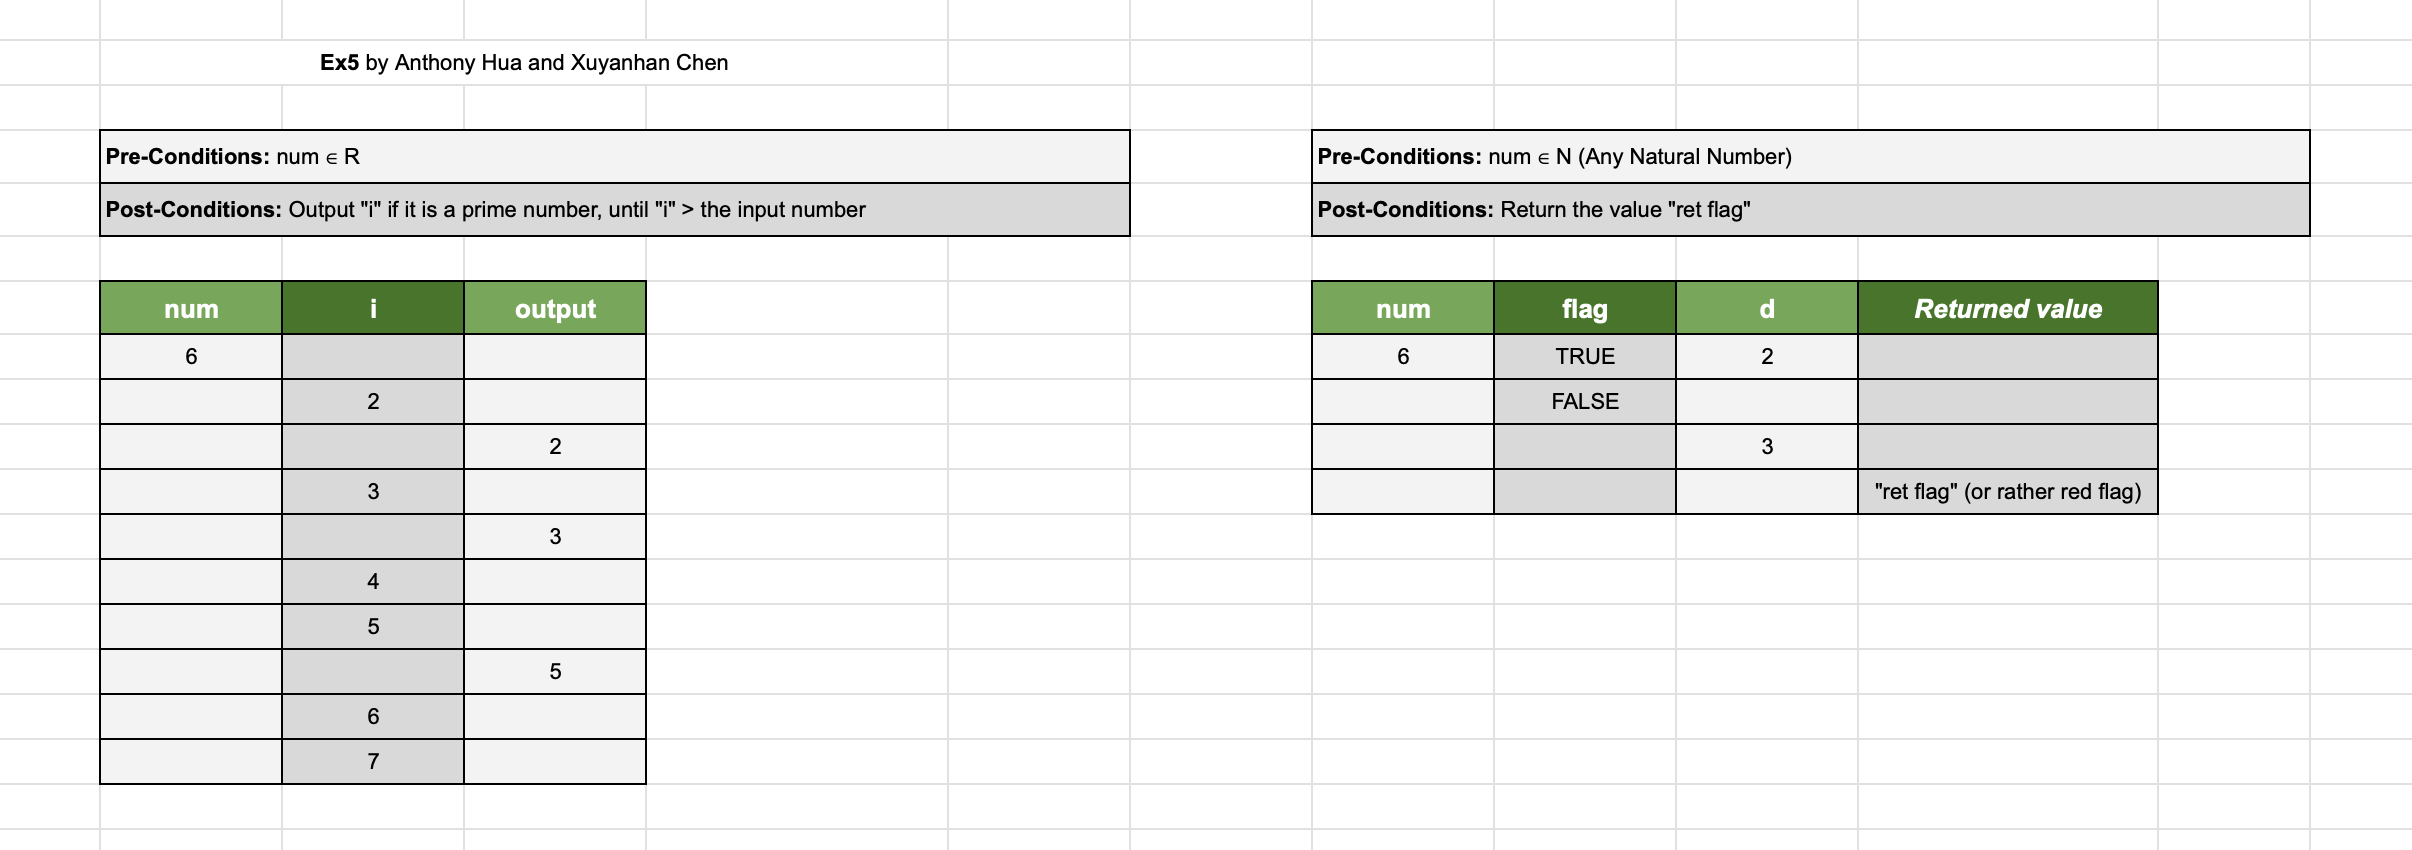 Ex5 by Anthony Hua and Xuyanhan Chen
Pre-Conditions: num ∈ R
Post-Conditions: Output "i" if it is a prime number, until "i" > the input number
num i output
6
2
2
3
3
4
5
5
6
7
Pre-Conditions: num ∈ N (Any Natural Number)
Post-Conditions: Return the value "ret flag"
num flag d Returned value
6 TRUE 2
FALSE
3
"ret flag" (or rather red flag)